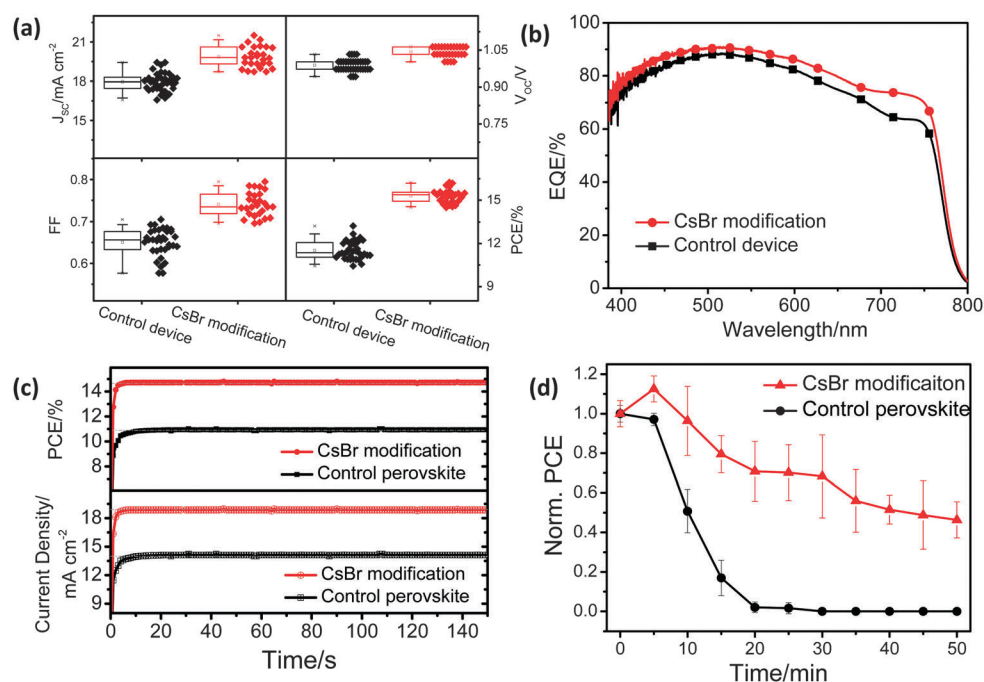 (a)
21
18
15
J_SC/mA cm⁻²
1.05
0.90
0.75
V_OC/V
0.8
0.7
0.6
FF
15
12
9
PCE/%
Control device
CsBr modification
Control device
CsBr modification
(b)
100
80
60
40
20
0
EQE/%
CsBr modification
Control device
400
500
600
700
800
Wavelength/nm
(c)
14
12
10
8
PCE/%
CsBr modification
Control perovskite
18
15
12
9
Current Density/
mA cm⁻²
CsBr modification
Control perovskite
0
20
40
60
80
100
120
140
Time/s
(d)
1.2
1.0
0.8
0.6
0.4
0.2
0.0
Norm. PCE
CsBr modificaiton
Control perovskite
0
10
20
30
40
50
Time/min